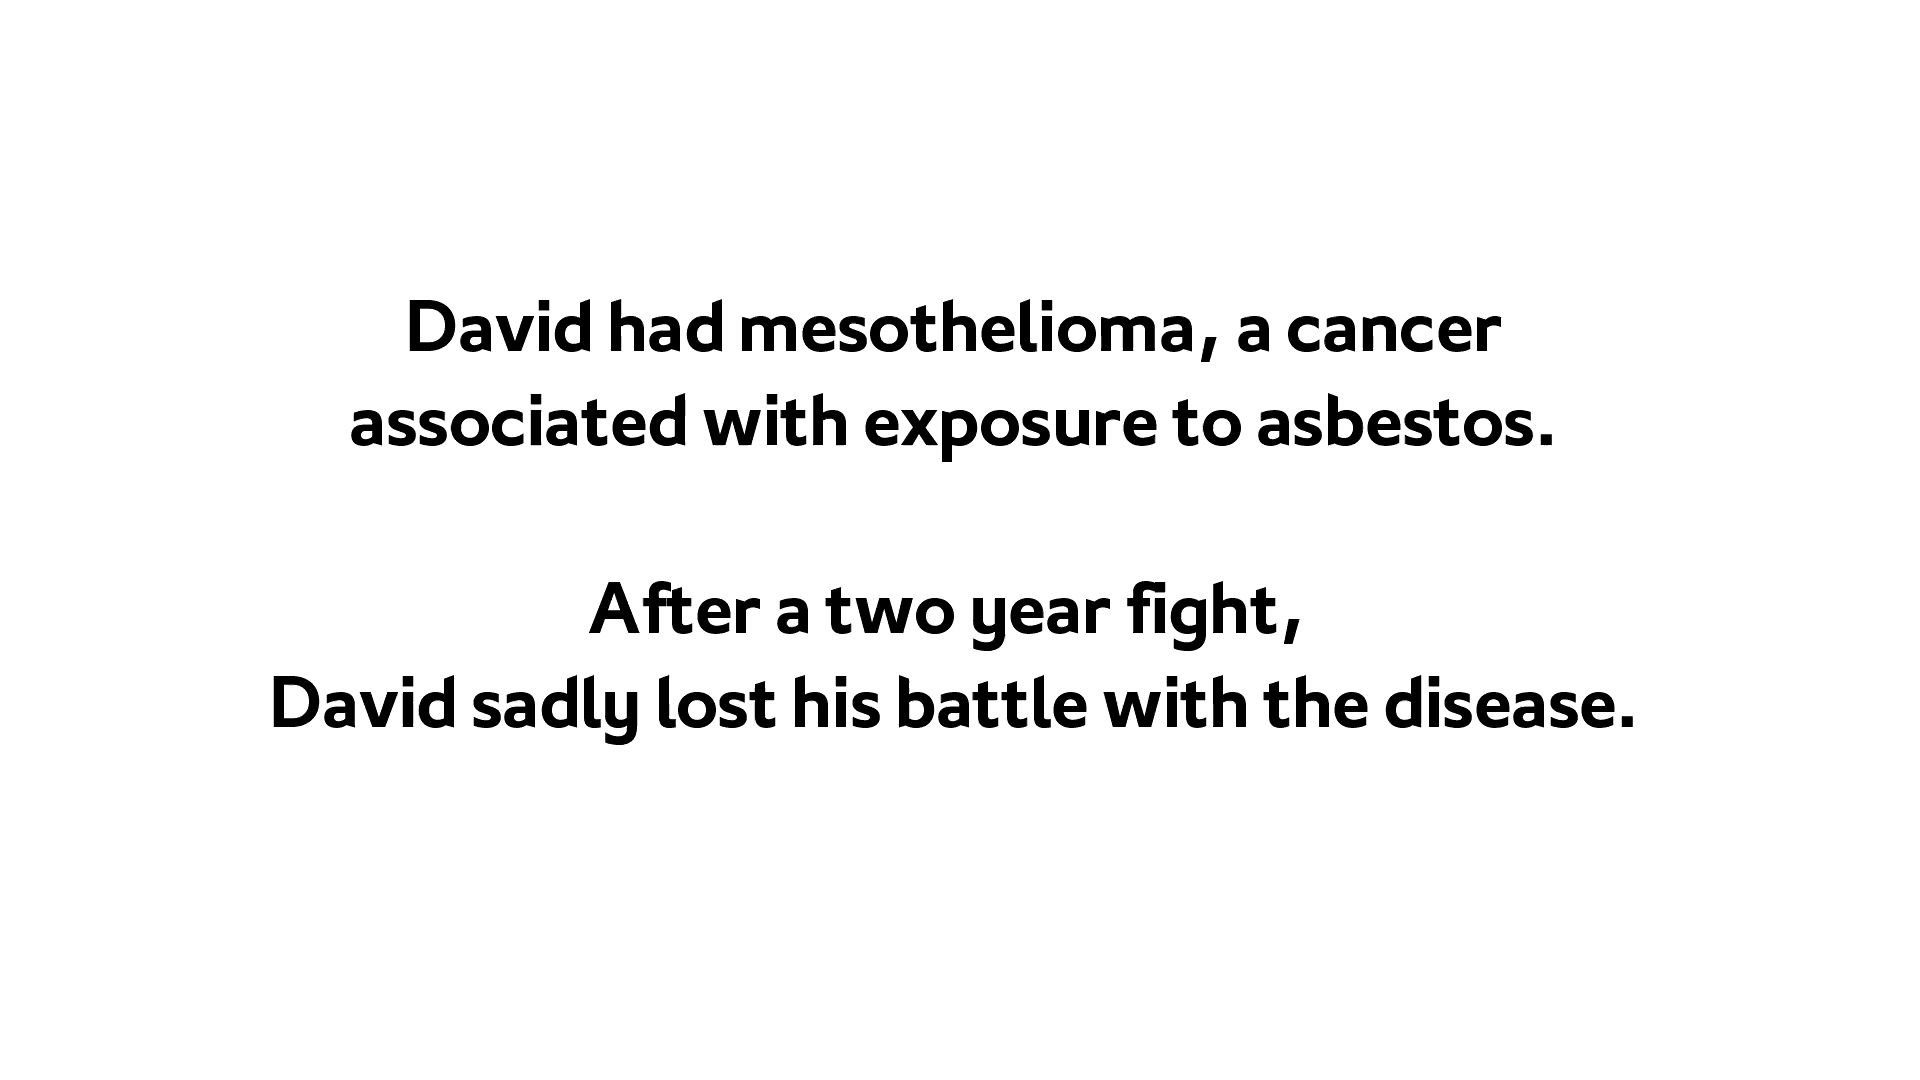 David had mesothelioma, a cancer
associated with exposure to asbestos.
After a two year fight,
David sadly lost his battle with the disease.